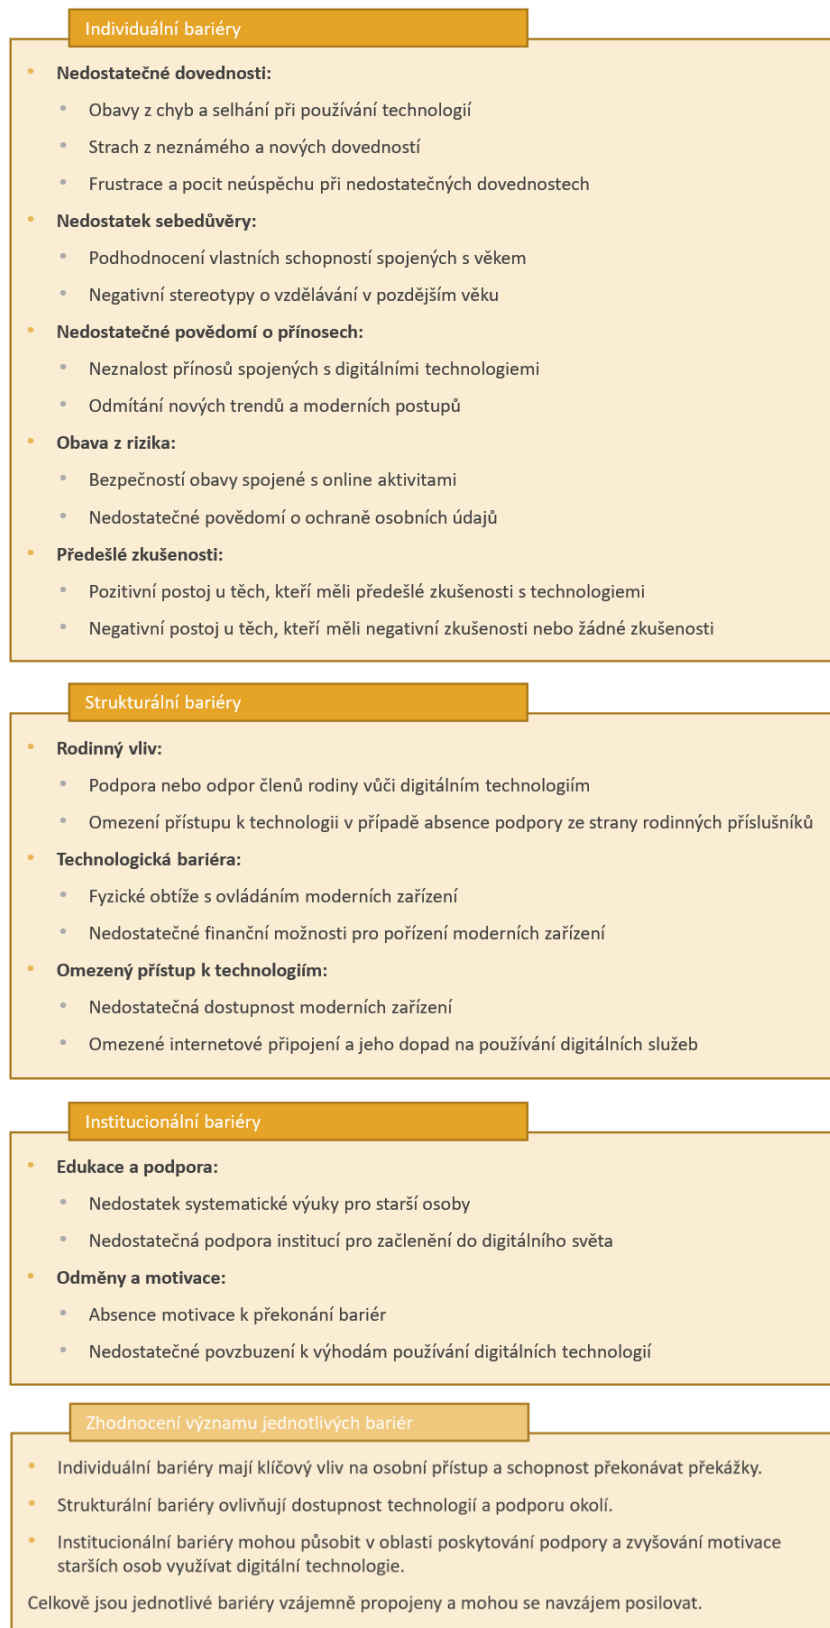 Individuální bariéry
• Nedostatečné dovednosti:
• Obavy z chyb a selhání při používání technologií
• Strach z neznámého a nových dovedností
• Frustrace a pocit neúspěchu při nedostatečných dovednostech
• Nedostatek sebedůvěry:
• Podhodnocení vlastních schopností spojených s věkem
• Negativní stereotypy o vzdělávání v pozdějším věku
• Nedostatečné povědomí o přínosech:
• Neznalost přínosů spojených s digitálními technologiemi
• Odmítání nových trendů a moderních postupů
• Obava z rizika:
• Bezpečností obavy spojené s online aktivitami
• Nedostatečné povědomí o ochraně osobních údajů
• Předešlé zkušenosti:
• Pozitivní postoj u těch, kteří měli předešlé zkušenosti s technologiemi
• Negativní postoj u těch, kteří měli negativní zkušenosti nebo žádné zkušenosti
Strukturální bariéry
• Rodinný vliv:
• Podpora nebo odpor členů rodiny vůči digitálním technologiím
• Omezení přístupu k technologii v případě absence podpory ze strany rodinných příslušníků
• Technologická bariéra:
• Fyzické obtíže s ovládáním moderních zařízení
• Nedostatečné finanční možnosti pro pořízení moderních zařízení
• Omezený přístup k technologiím:
• Nedostatečná dostupnost moderních zařízení
• Omezené internetové připojení a jeho dopad na používání digitálních služeb
Institucionální bariéry
• Edukace a podpora:
• Nedostatek systematické výuky pro starší osoby
• Nedostatečná podpora institucí pro začlenění do digitálního světa
• Odměny a motivace:
• Absence motivace k překonání bariér
• Nedostatečné povzbuzení k výhodám používání digitálních technologií
Zhodnocení významu jednotlivých bariér
• Individuální bariéry mají klíčový vliv na osobní přístup a schopnost překonávat překážky.
• Strukturální bariéry ovlivňují dostupnost technologií a podporu okolí.
• Institucionální bariéry mohou působit v oblasti poskytování podpory a zvyšování motivace
starších osob využívat digitální technologie.
Celkově jsou jednotlivé bariéry vzájemně propojeny a mohou se navzájem posilovat.